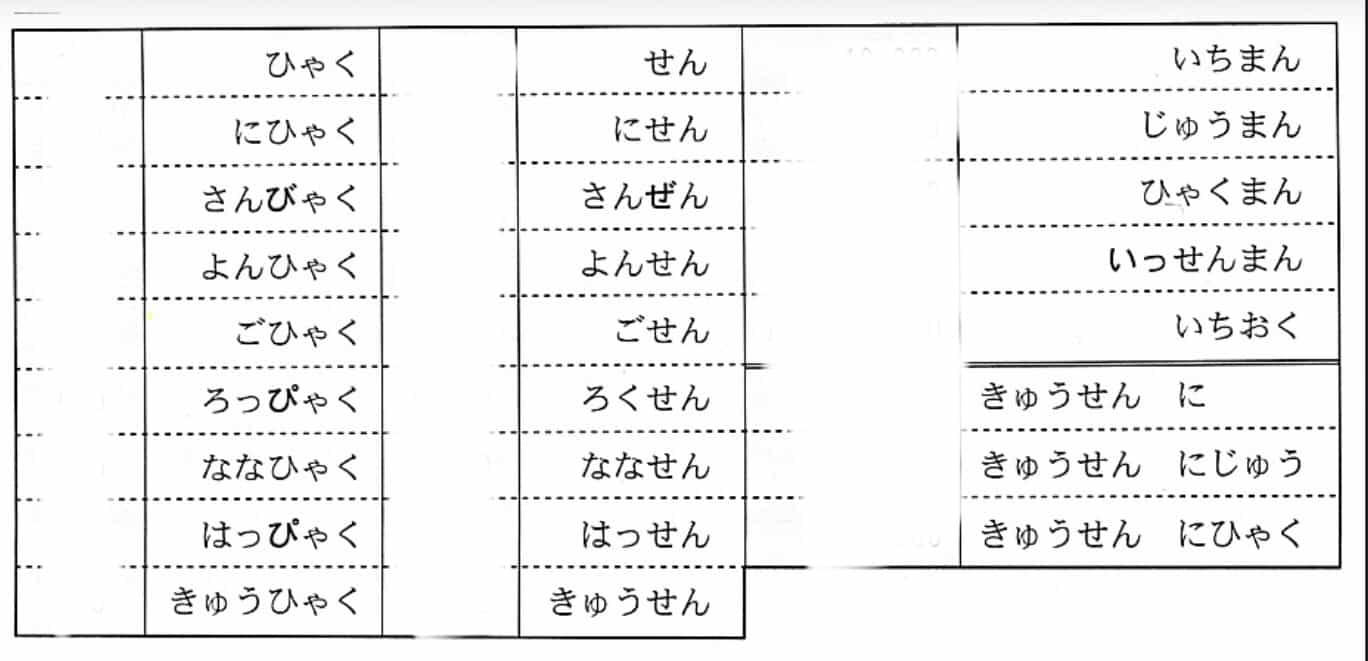 ひゃく
にひゃく
さんびゃく
よんひゃく
ごひゃく
ろっぴゃく
ななひゃく
はっぴゃく
きゅうひゃく
せん
にせん
さんぜん
よんせん
ごせん
ろくせん
ななせん
はっせん
きゅうせん
いちまん
じゅうまん
ひゃくまん
いっせんまん
いちおく
きゅうせん　に
きゅうせん　にじゅう
きゅうせん　にひゃく